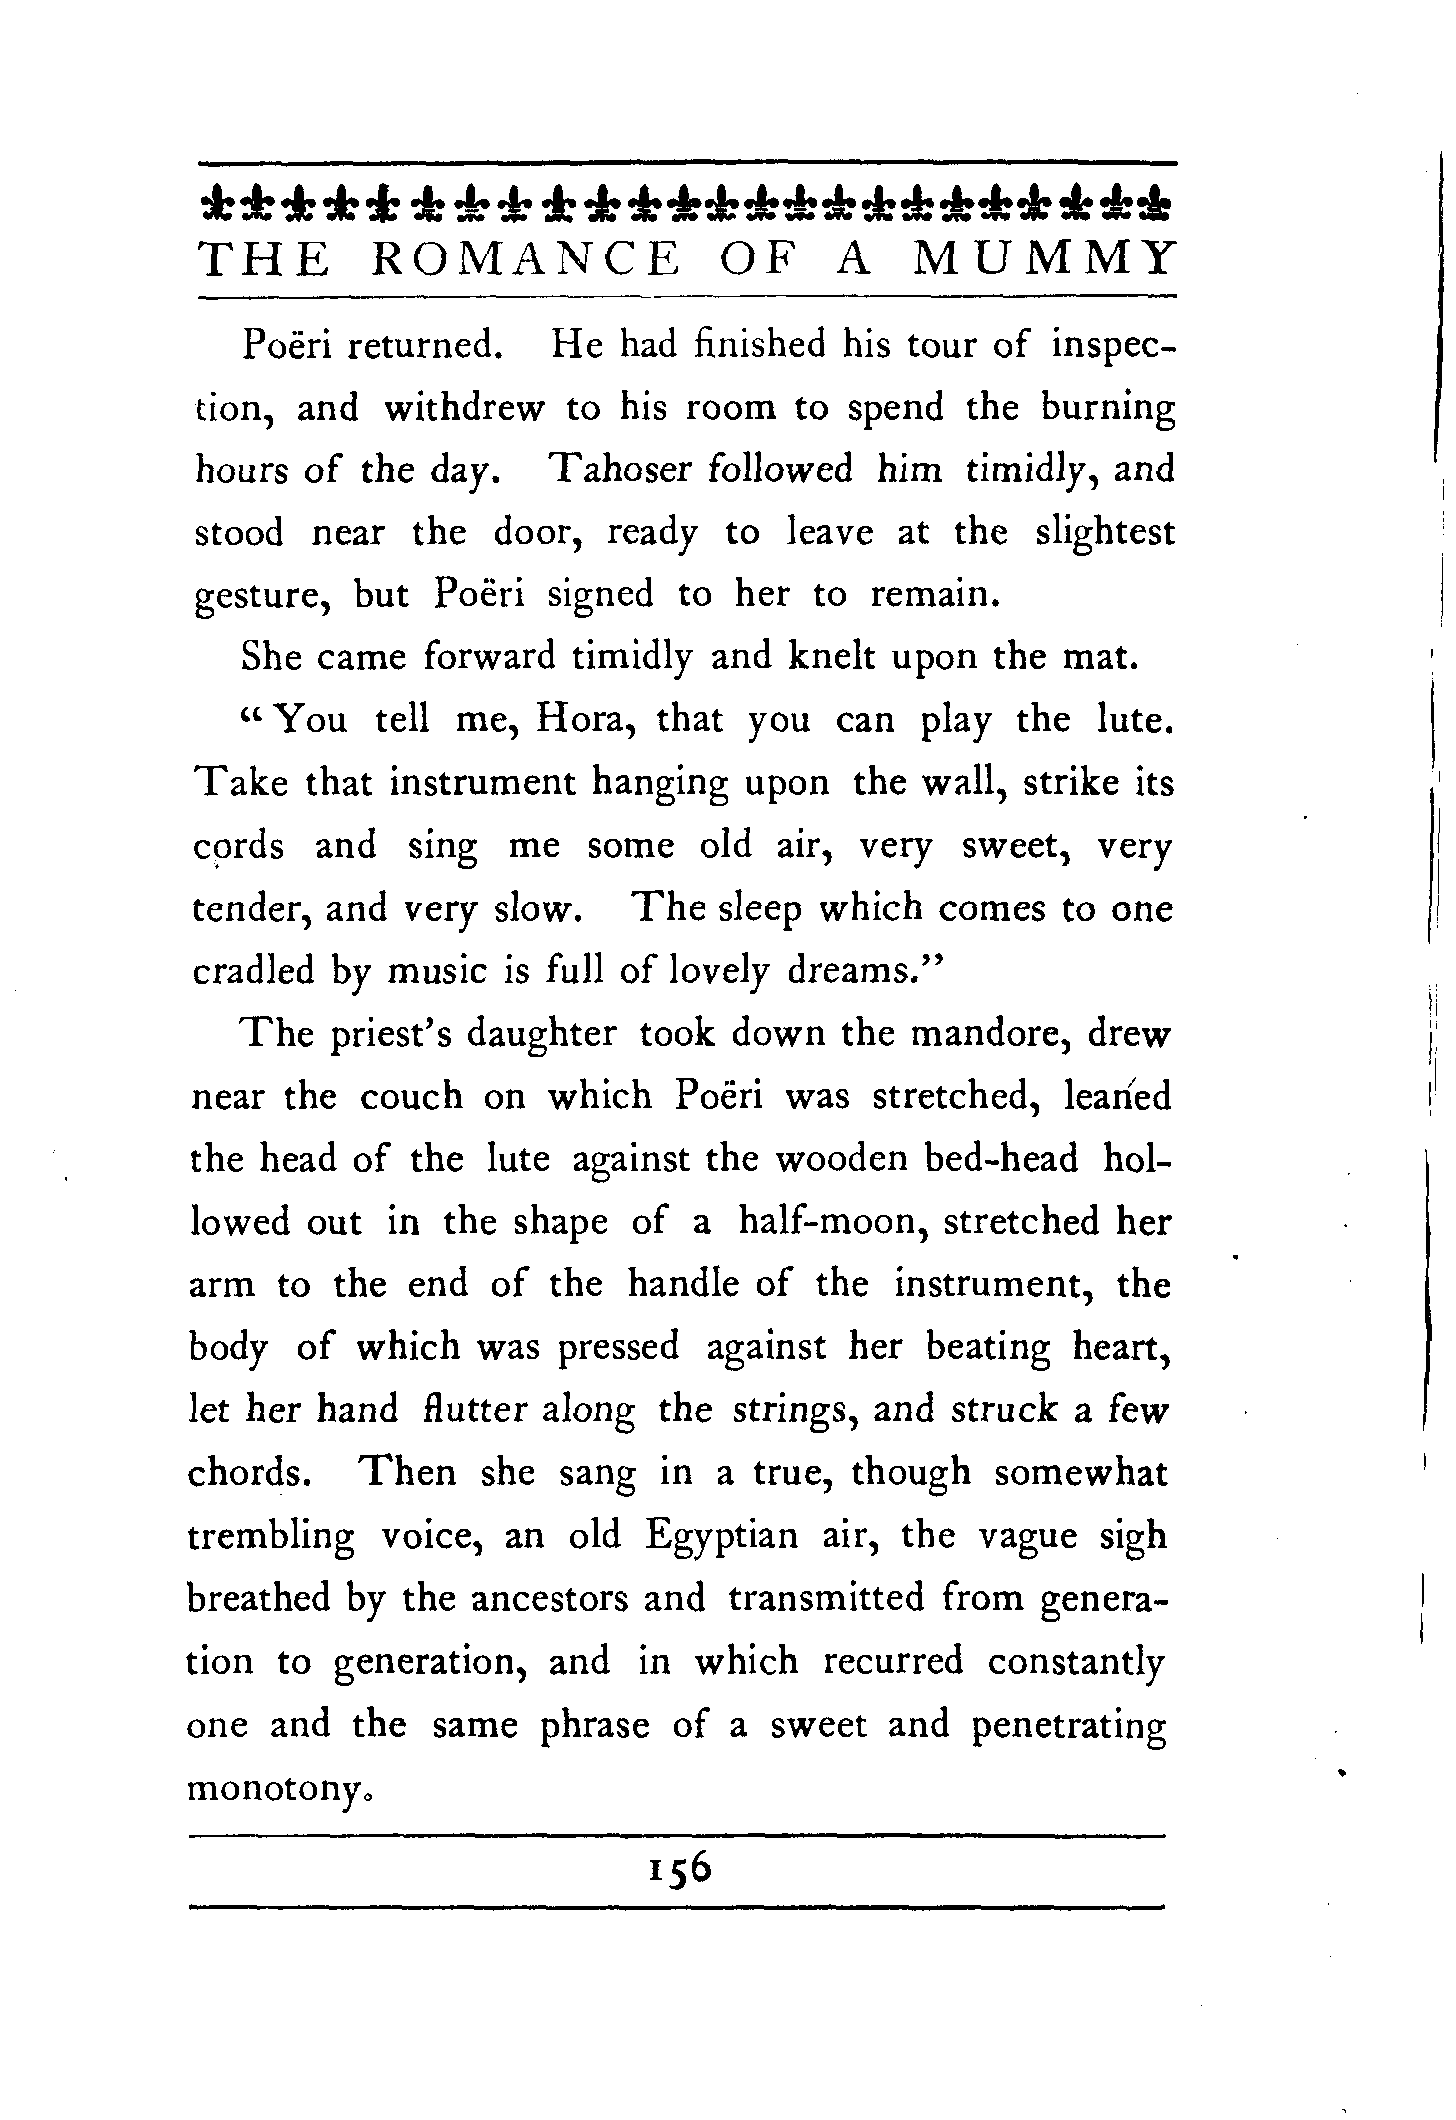 THE ROMANCE OF A MUMMY
Poëri returned. He had finished his tour of inspec-
tion, and withdrew to his room to spend the burning
hours of the day. Tahoser followed him timidly, and
stood near the door, ready to leave at the slightest
gesture, but Poëri signed to her to remain.
She came forward timidly and knelt upon the mat.
“You tell me, Hora, that you can play the lute.
Take that instrument hanging upon the wall, strike its
cords and sing me some old air, very sweet, very
tender, and very slow. The sleep which comes to one
cradled by music is full of lovely dreams.”
The priest’s daughter took down the mandore, drew
near the couch on which Poëri was stretched, leaned
the head of the lute against the wooden bed-head hol-
lowed out in the shape of a half-moon, stretched her
arm to the end of the handle of the instrument, the
body of which was pressed against her beating heart,
let her hand flutter along the strings, and struck a few
chords. Then she sang in a true, though somewhat
trembling voice, an old Egyptian air, the vague sigh
breathed by the ancestors and transmitted from genera-
tion to generation, and in which recurred constantly
one and the same phrase of a sweet and penetrating
monotony.
156